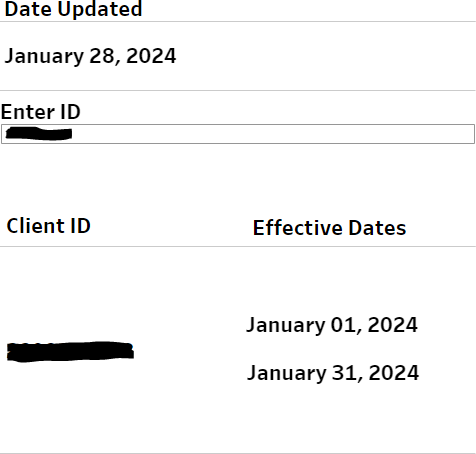 Date Updated
January 28, 2024
Enter ID
Client ID
Effective Dates
January 01, 2024
January 31, 2024